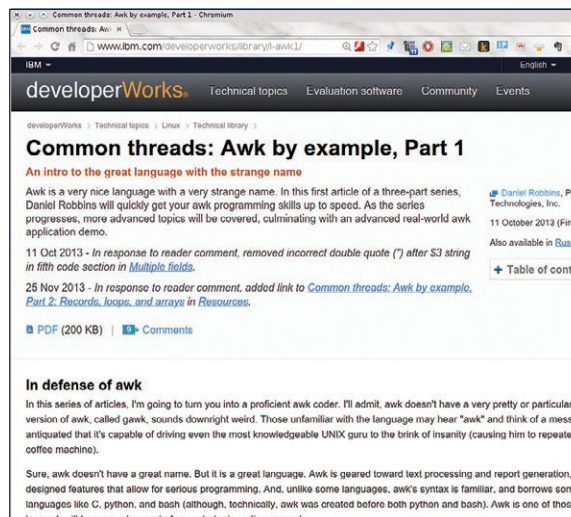 Common threads: Awk by example, Part 1 - Chromium
Common threads: Aw
www.ibm.com/developerworks/library/l-awk1/
IBM
English
developerWorks.
Technical topics
Evaluation software
Community
Events
developerWorks > Technical topics > Linux > Technical library >
Common threads: Awk by example, Part 1
An intro to the great language with the strange name
Awk is a very nice language with a very strange name. In this first article of a three-part series,
Daniel Robbins will quickly get your awk programming skills up to speed. As the series
progresses, more advanced topics will be covered, culminating with an advanced real-world awk
application demo.
Daniel Robbins, P
Technologies, Inc.
11 October 2013 (Fir
Also available in Rus
+ Table of cont
11 Oct 2013 - In response to reader comment, removed incorrect double quote (") after $3 string
in fifth code section in Multiple fields.
25 Nov 2013 - In response to reader comment, added link to Common threads: Awk by example,
Part 2: Records, loops, and arrays in Resources.
PDF (200 KB) | 9 Comments
In defense of awk
In this series of articles, I'm going to turn you into a proficient awk coder. I'll admit, awk doesn't have a very pretty or particular
version of awk, called gawk, sounds downright weird. Those unfamiliar with the language may hear "awk" and think of a mess
antiquated that it's capable of driving even the most knowledgeable UNIX guru to the brink of insanity (causing him to repeate
coffee machine).
Sure, awk doesn't have a great name. But it is a great language. Awk is geared toward text processing and report generation,
designed features that allow for serious programming. And, unlike some languages, awk's syntax is familiar, and borrows som
languages like C, python, and bash (although, technically, awk was created before both python and bash). Awk is one of thos